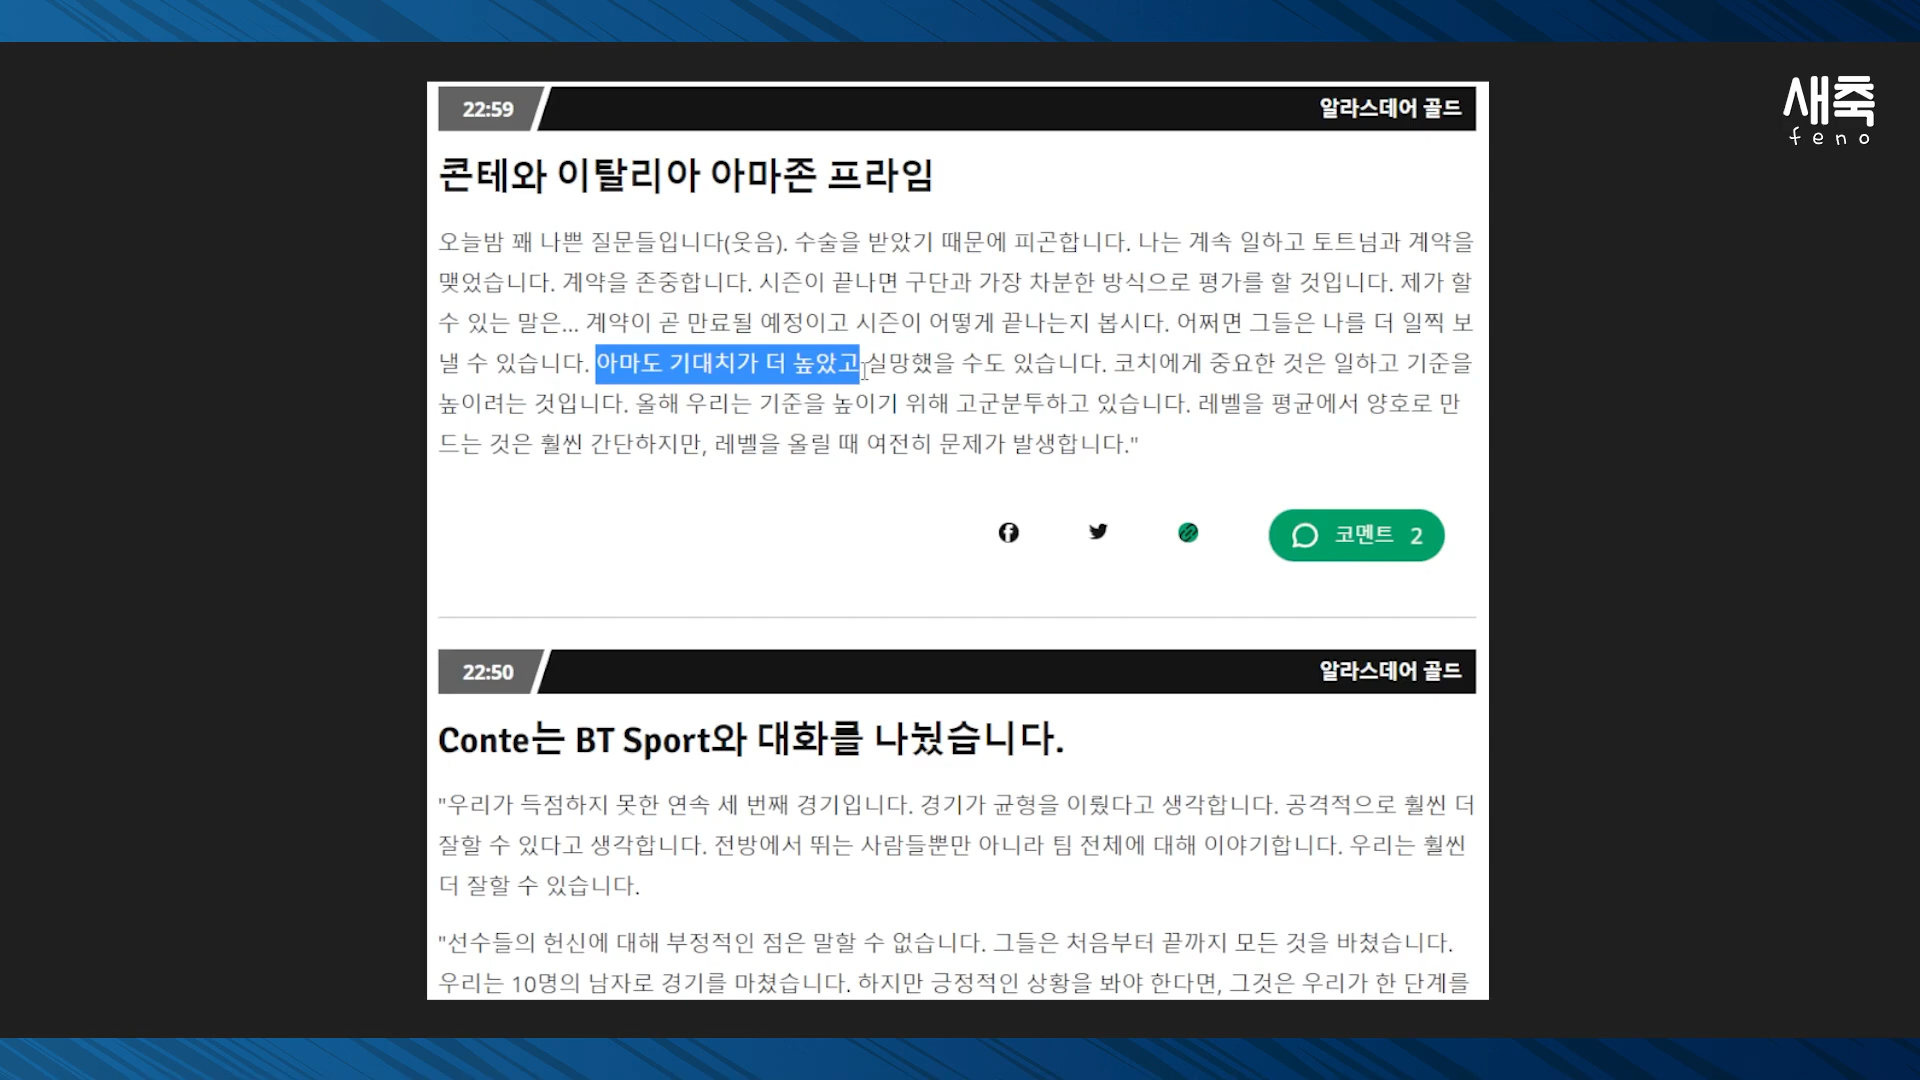 새축
feno
22:59
알라스데어 골드
콘테와 이탈리아 아마존 프라임
오늘밤 꽤 나쁜 질문들입니다(웃음). 수술을 받았기 때문에 피곤합니다. 나는 계속 일하고 토트넘과 계약을
맺었습니다. 계약을 존중합니다. 시즌이 끝나면 구단과 가장 차분한 방식으로 평가를 할 것입니다. 제가 할
수 있는 말은... 계약이 곧 만료될 예정이고 시즌이 어떻게 끝나는지 봅시다. 어쩌면 그들은 나를 더 일찍 보
낼 수 있습니다. 아마도 기대치가 더 높았고 실망했을 수도 있습니다. 코치에게 중요한 것은 일하고 기준을
높이려는 것입니다. 올해 우리는 기준을 높이기 위해 고군분투하고 있습니다. 레벨을 평균에서 양호로 만
드는 것은 훨씬 간단하지만, 레벨을 올릴 때 여전히 문제가 발생합니다."
코멘트 2
22:50
알라스데어 골드
Conte는 BT Sport와 대화를 나눴습니다.
"우리가 득점하지 못한 연속 세 번째 경기입니다. 경기가 균형을 이뤘다고 생각합니다. 공격적으로 훨씬 더
잘할 수 있다고 생각합니다. 전방에서 뛰는 사람들뿐만 아니라 팀 전체에 대해 이야기합니다. 우리는 훨씬
더 잘할 수 있습니다.
"선수들의 헌신에 대해 부정적인 점은 말할 수 없습니다. 그들은 처음부터 끝까지 모든 것을 바쳤습니다.
우리는 10명의 남자로 경기를 마쳤습니다. 하지만 긍정적인 상황을 봐야 한다면, 그것은 우리가 한 단계를